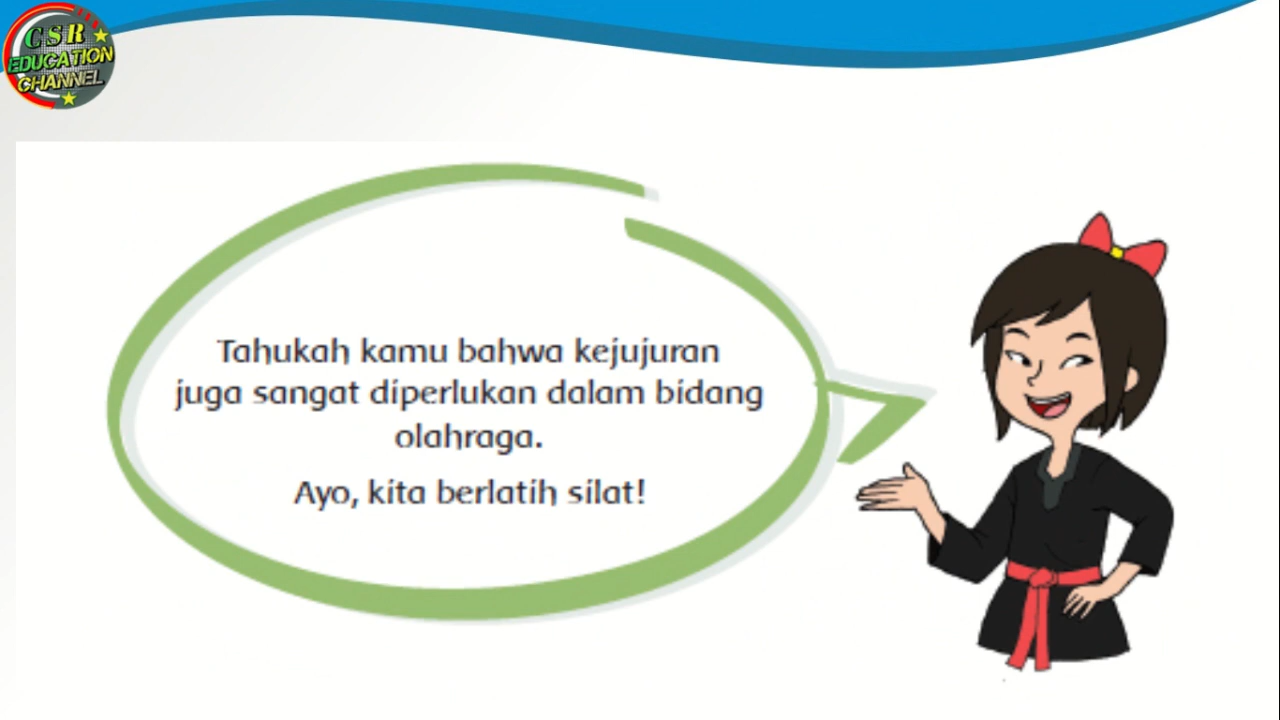 CSR
EDUCATION
CHANNEL
Tahukah kamu bahwa kejujuran
juga sangat diperlukan dalam bidang
olahraga.
Ayo, kita berlatih silat!